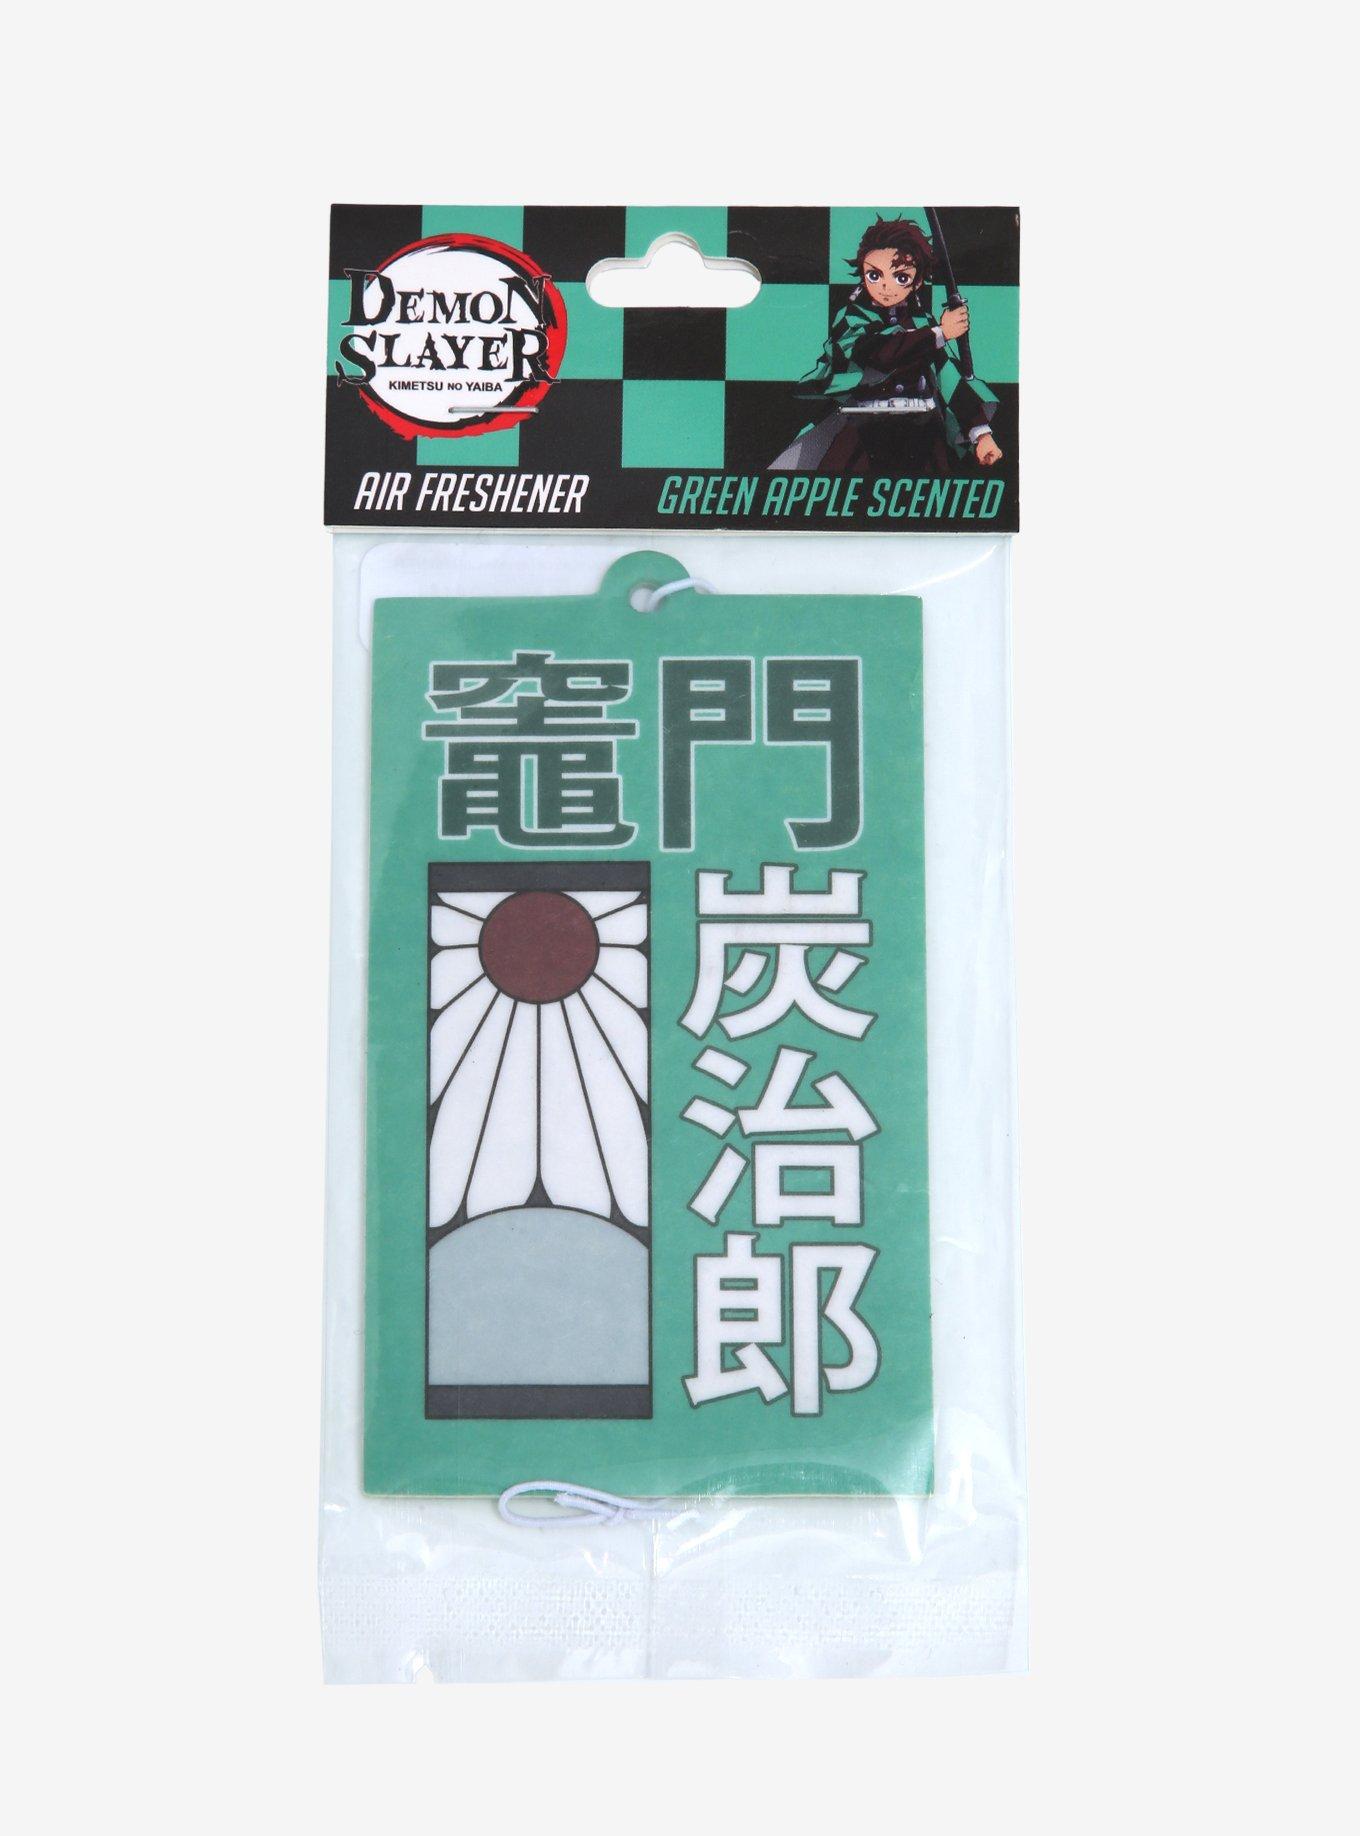 DEMON
SLAYER
KIMETSU NO YAIBA
AIR FRESHENER
GREEN APPLE SCENTED
竈門
炭治郎